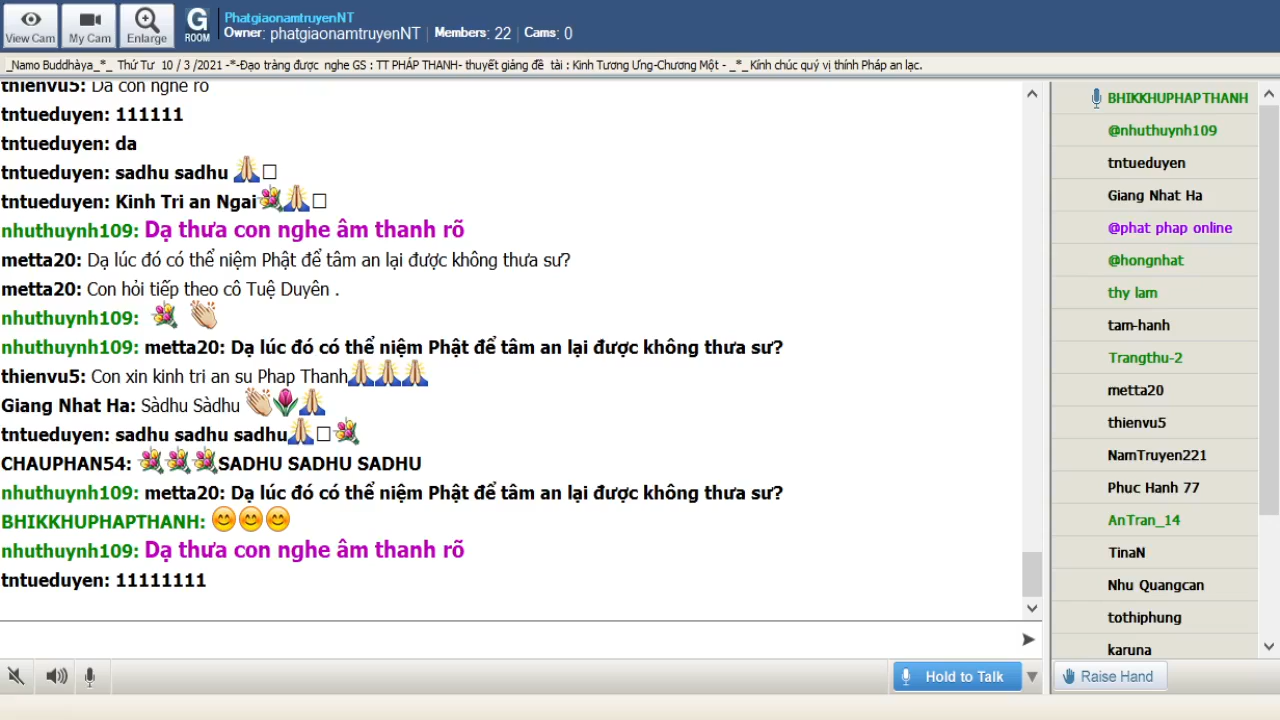 View Cam
My Cam
Enlarge
G
ROOM
PhatgiaonamtruyenNT
Owner: phatgiaonamtruyenNT | Members: 22 | Cams: 0
_Namo Buddhàya_*_ Thứ Tư 10 / 3 /2021 -*-Đạo tràng được nghe GS : TT PHÁP THANH- thuyết giảng đề tài : Kinh Tương Ưng-Chương Một - _*_Kính chúc quý vị thính Pháp an lạc.
thienvu5: Da con nghe ro
tntueduyen: 111111
tntueduyen: da
tntueduyen: sadhu sadhu 🙏□
tntueduyen: Kinh Tri an Ngai💐🙏□
nhuthuynh109: Dạ thưa con nghe âm thanh rõ
metta20: Dạ lúc đó có thể niệm Phật để tâm an lại được không thưa sư?
metta20: Con hỏi tiếp theo cô Tuệ Duyên .
nhuthuynh109: 💐 👏
nhuthuynh109: metta20: Dạ lúc đó có thể niệm Phật để tâm an lại được không thưa sư?
thienvu5: Con xin kinh tri an su Phap Thanh🙏🙏🙏
Giang Nhat Ha: Sàdhu Sàdhu 👏🌷🙏
tntueduyen: sadhu sadhu sadhu🙏□💐
CHAUPHAN54: 💐💐💐SADHU SADHU SADHU
nhuthuynh109: metta20: Dạ lúc đó có thể niệm Phật để tâm an lại được không thưa sư?
BHIKKHUPHAPTHANH: 😊😊😊
nhuthuynh109: Dạ thưa con nghe âm thanh rõ
tntueduyen: 11111111
BHIKKHUPHAPTHANH
@nhuthuynh109
tntueduyen
Giang Nhat Ha
@phat phap online
@hongnhat
thy lam
tam-hanh
Trangthu-2
metta20
thienvu5
NamTruyen221
Phuc Hanh 77
AnTran_14
TinaN
Nhu Quangcan
tothiphung
karuna
Hold to Talk
Raise Hand